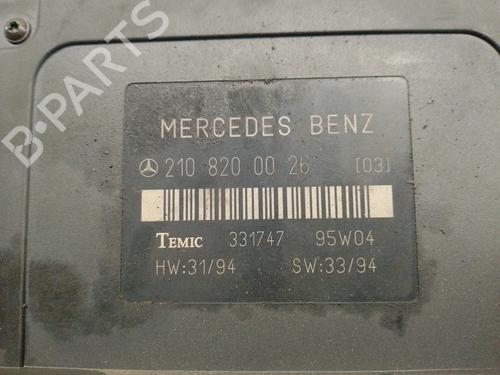 B-PARTS
MERCEDES BENZ
210 820 00 26 [03]
TEMIC 331747 95W04
HW:31/94 SW:33/94